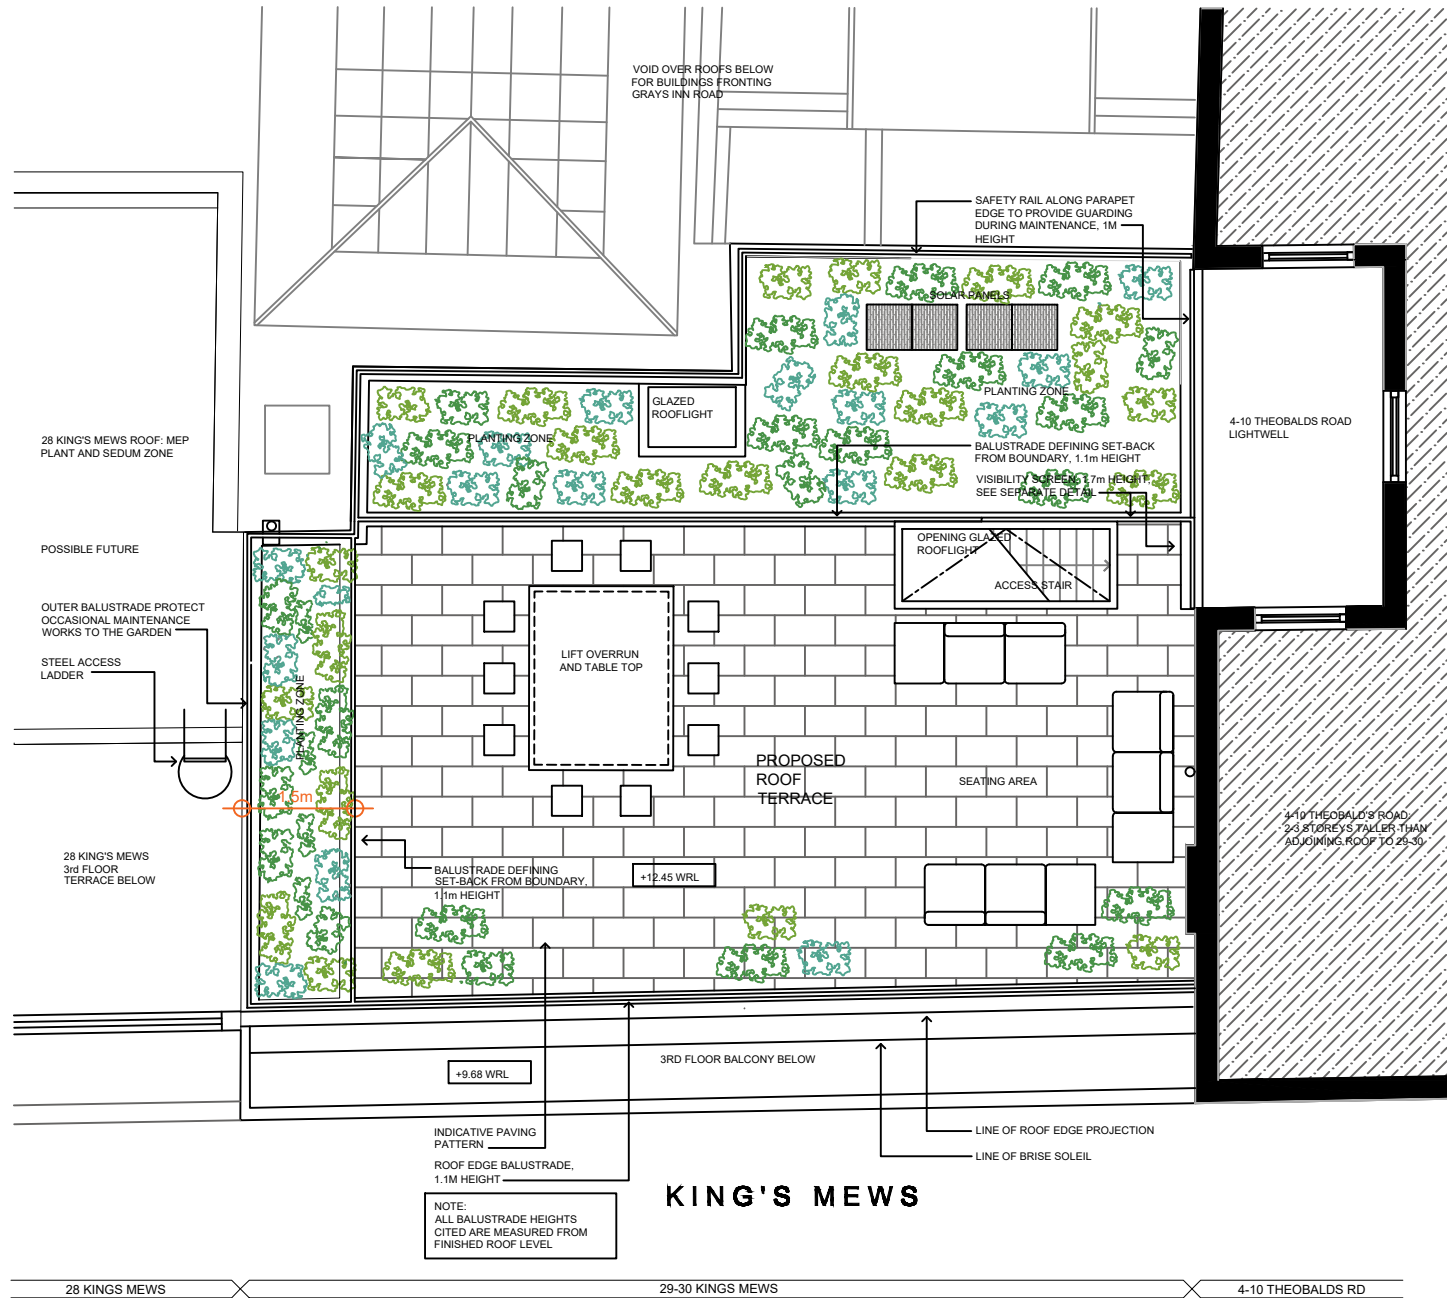 VOID OVER ROOFS BELOW
FOR BUILDINGS FRONTING
GRAYS INN ROAD
SAFETY RAIL ALONG PARAPET
EDGE TO PROVIDE GUARDING
DURING MAINTENANCE, 1M
HEIGHT
SOLAR PANELS
PLANTING ZONE
GLAZED
ROOFLIGHT
PLANTING ZONE
28 KING'S MEWS ROOF: MEP
PLANT AND SEDUM ZONE
4-10 THEOBALDS ROAD
LIGHTWELL
BALUSTRADE DEFINING SET-BACK
FROM BOUNDARY, 1.1m HEIGHT
VISIBILITY SCREEN, 1.7m HEIGHT.
SEE SEPARATE DETAIL
OPENING GLAZED
ROOFLIGHT
ACCESS STAIR
POSSIBLE FUTURE
OUTER BALUSTRADE PROTECT
OCCASIONAL MAINTENANCE
WORKS TO THE GARDEN
STEEL ACCESS
LADDER
PLANTING ZONE
LIFT OVERRUN
AND TABLE TOP
PROPOSED
ROOF
TERRACE
SEATING AREA
1.5m
4-10 THEOBALD'S ROAD:
2-3 STOREYS TALLER THAN
ADJOINING ROOF TO 29-30
28 KING'S MEWS
3rd FLOOR
TERRACE BELOW
BALUSTRADE DEFINING
SET-BACK FROM BOUNDARY,
1.1m HEIGHT
+12.45 WRL
3RD FLOOR BALCONY BELOW
+9.68 WRL
INDICATIVE PAVING
PATTERN
ROOF EDGE BALUSTRADE,
1.1M HEIGHT
LINE OF ROOF EDGE PROJECTION
LINE OF BRISE SOLEIL
KING'S MEWS
NOTE:
ALL BALUSTRADE HEIGHTS
CITED ARE MEASURED FROM
FINISHED ROOF LEVEL
28 KINGS MEWS
29-30 KINGS MEWS
4-10 THEOBALDS RD